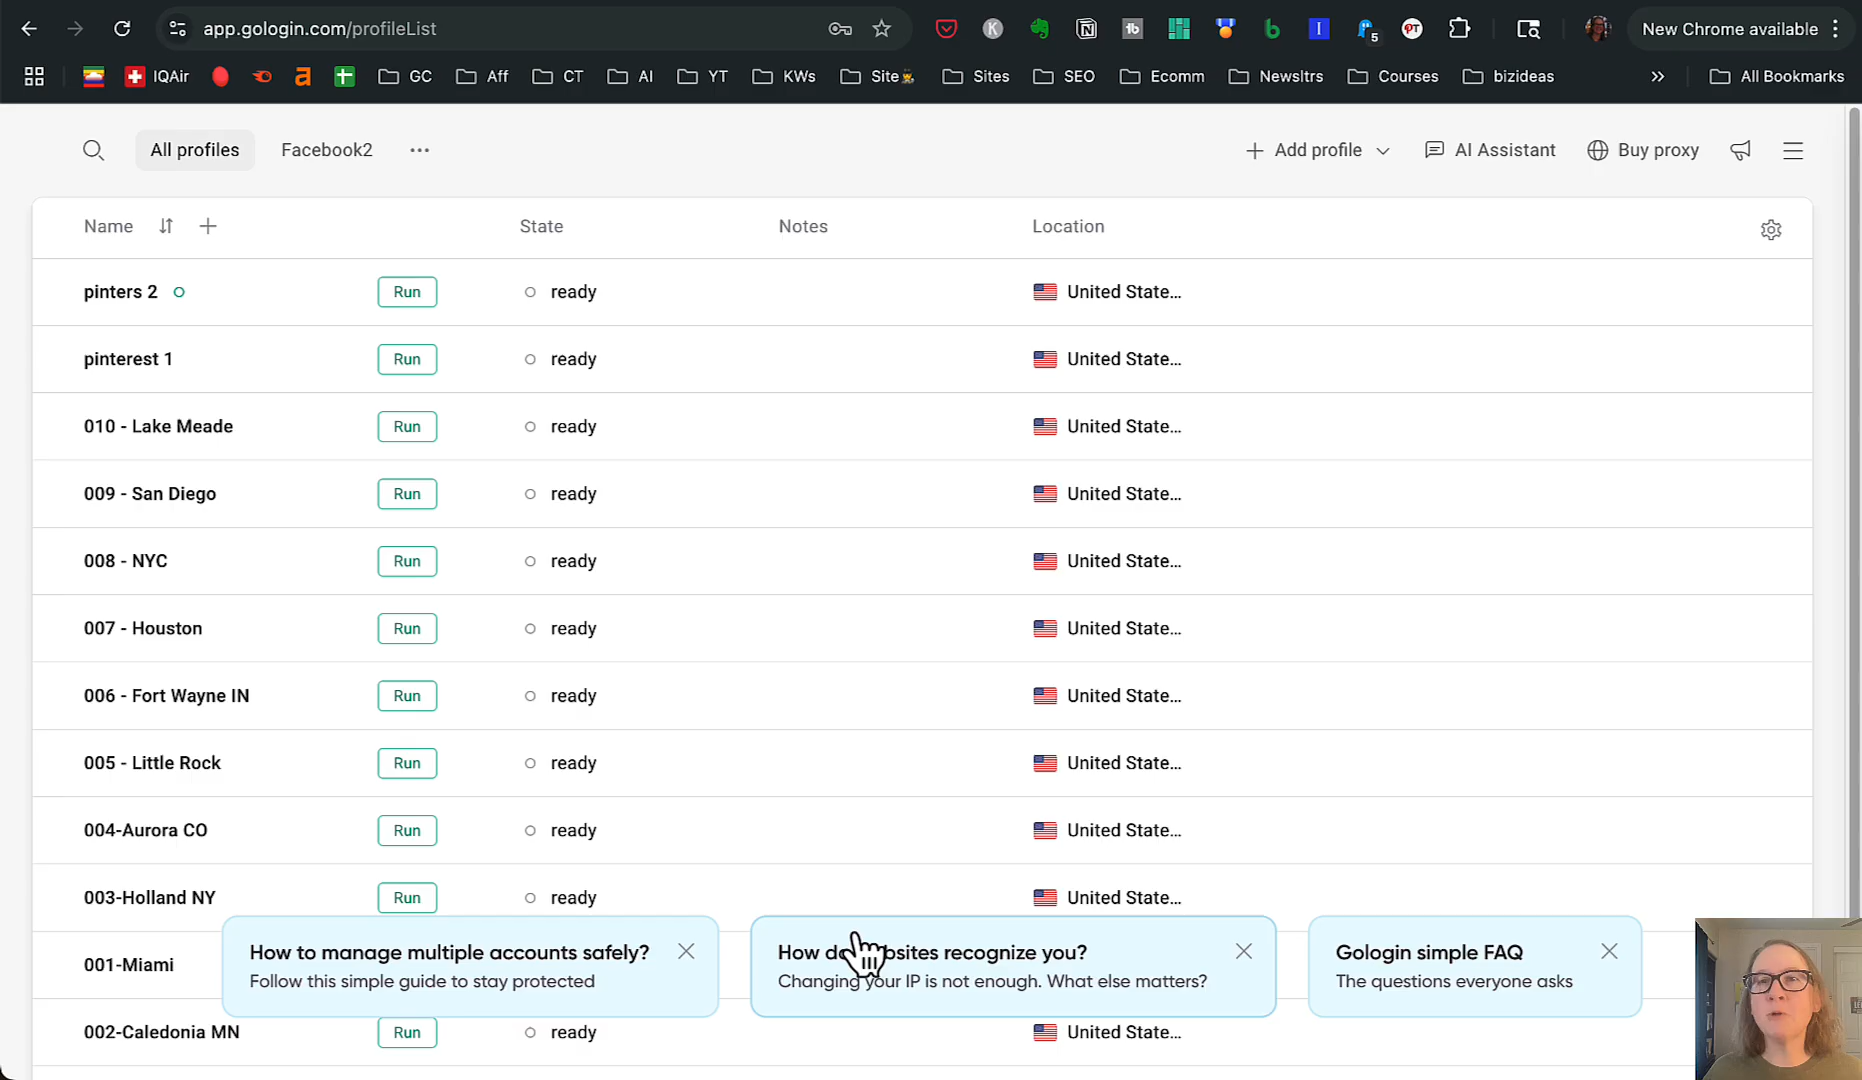 app.gologin.com/profileList
5
New Chrome available
IQAir
GC
Aff
CT
AI
YT
KWs
Site
Sites
SEO
Ecomm
Newsltrs
Courses
bizideas
All Bookmarks
All profiles
Facebook2
Add profile
AI Assistant
Buy proxy
Name
State
Notes
Location
pinters 2
Run
ready
United State...
pinterest 1
Run
ready
United State...
010 - Lake Meade
Run
ready
United State...
009 - San Diego
Run
ready
United State...
008 - NYC
Run
ready
United State...
007 - Houston
Run
ready
United State...
006 - Fort Wayne IN
Run
ready
United State...
005 - Little Rock
Run
ready
United State...
004-Aurora CO
Run
ready
United State...
003-Holland NY
Run
ready
United State...
001-Miami
How to manage multiple accounts safely?
Follow this simple guide to stay protected
How recognize you?
Changing your IP is not enough. What else matters?
Gologin simple FAQ
The questions everyone asks
002-Caledonia MN
Run
ready
United State...